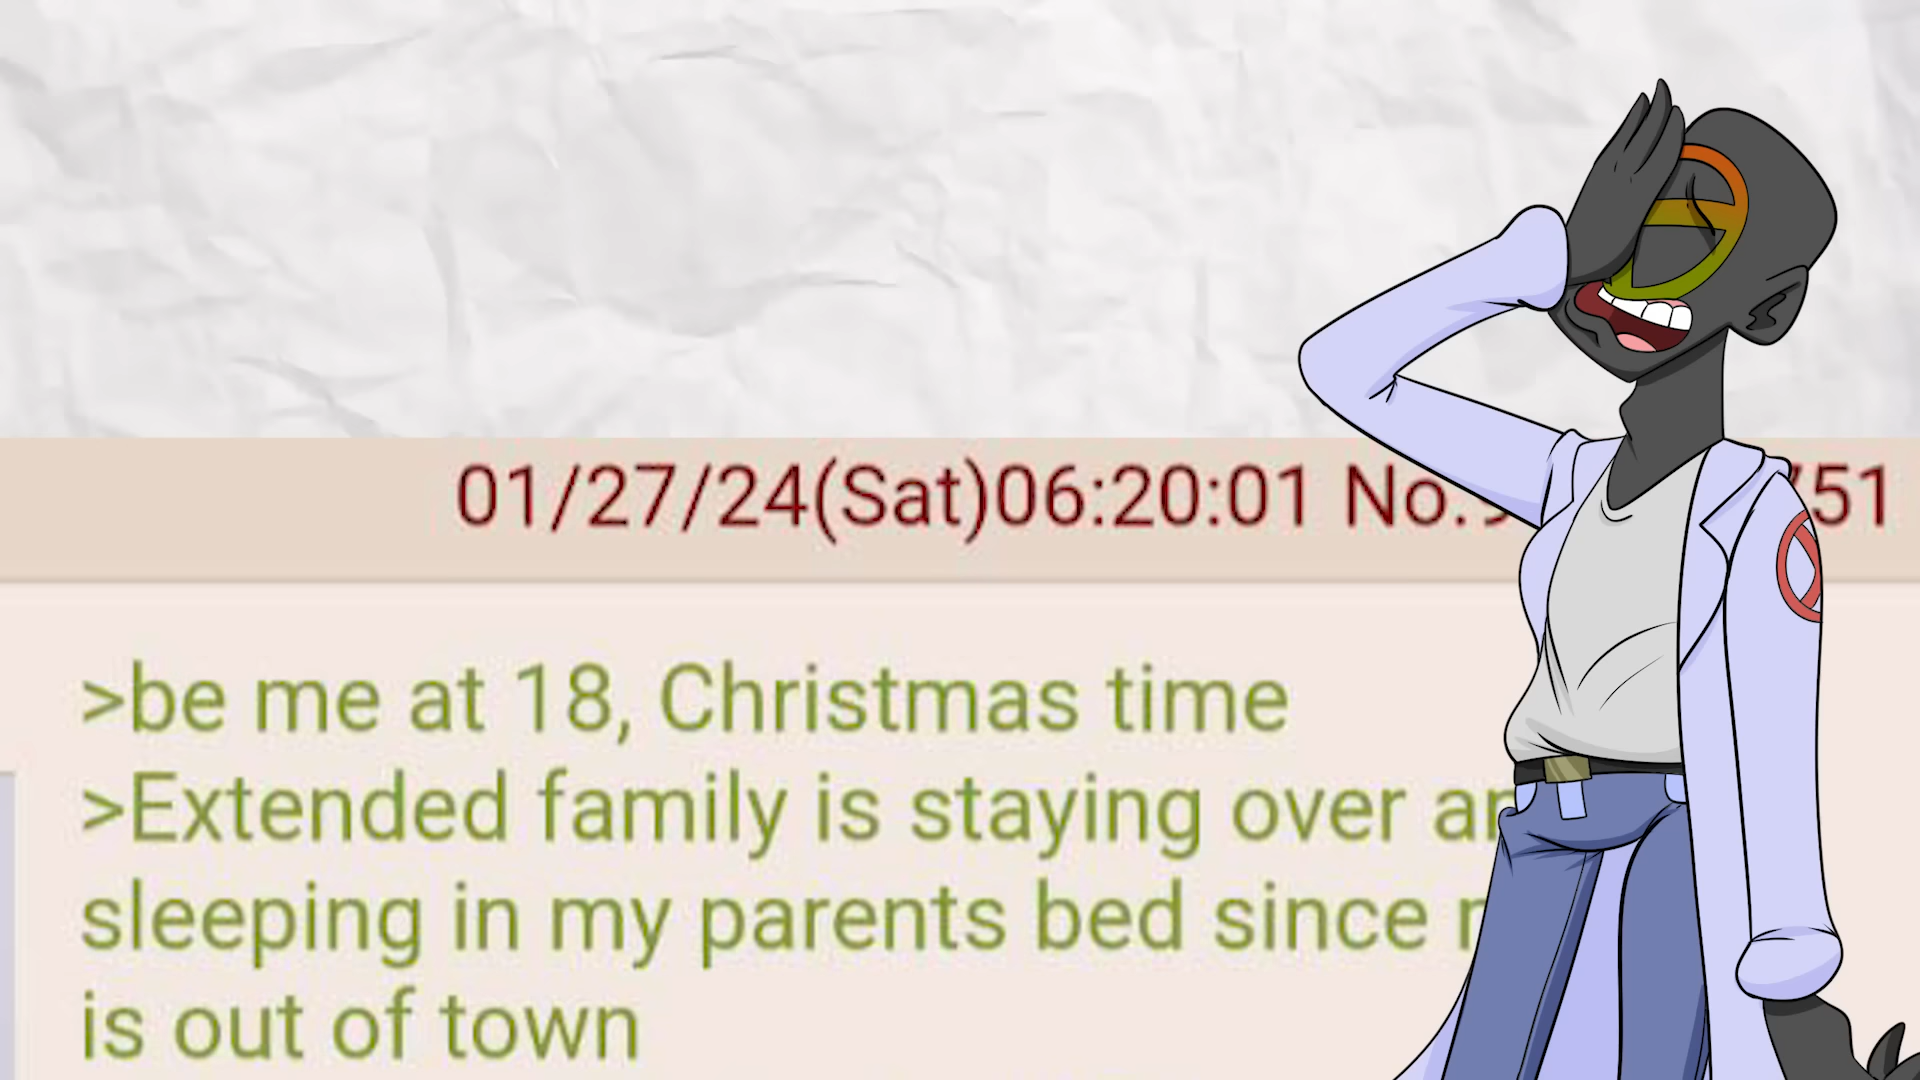 01/27/24(Sat)06:20:01 No. 51
>be me at 18, Christmas time
>Extended family is staying over
sleeping in my parents bed since
is out of town